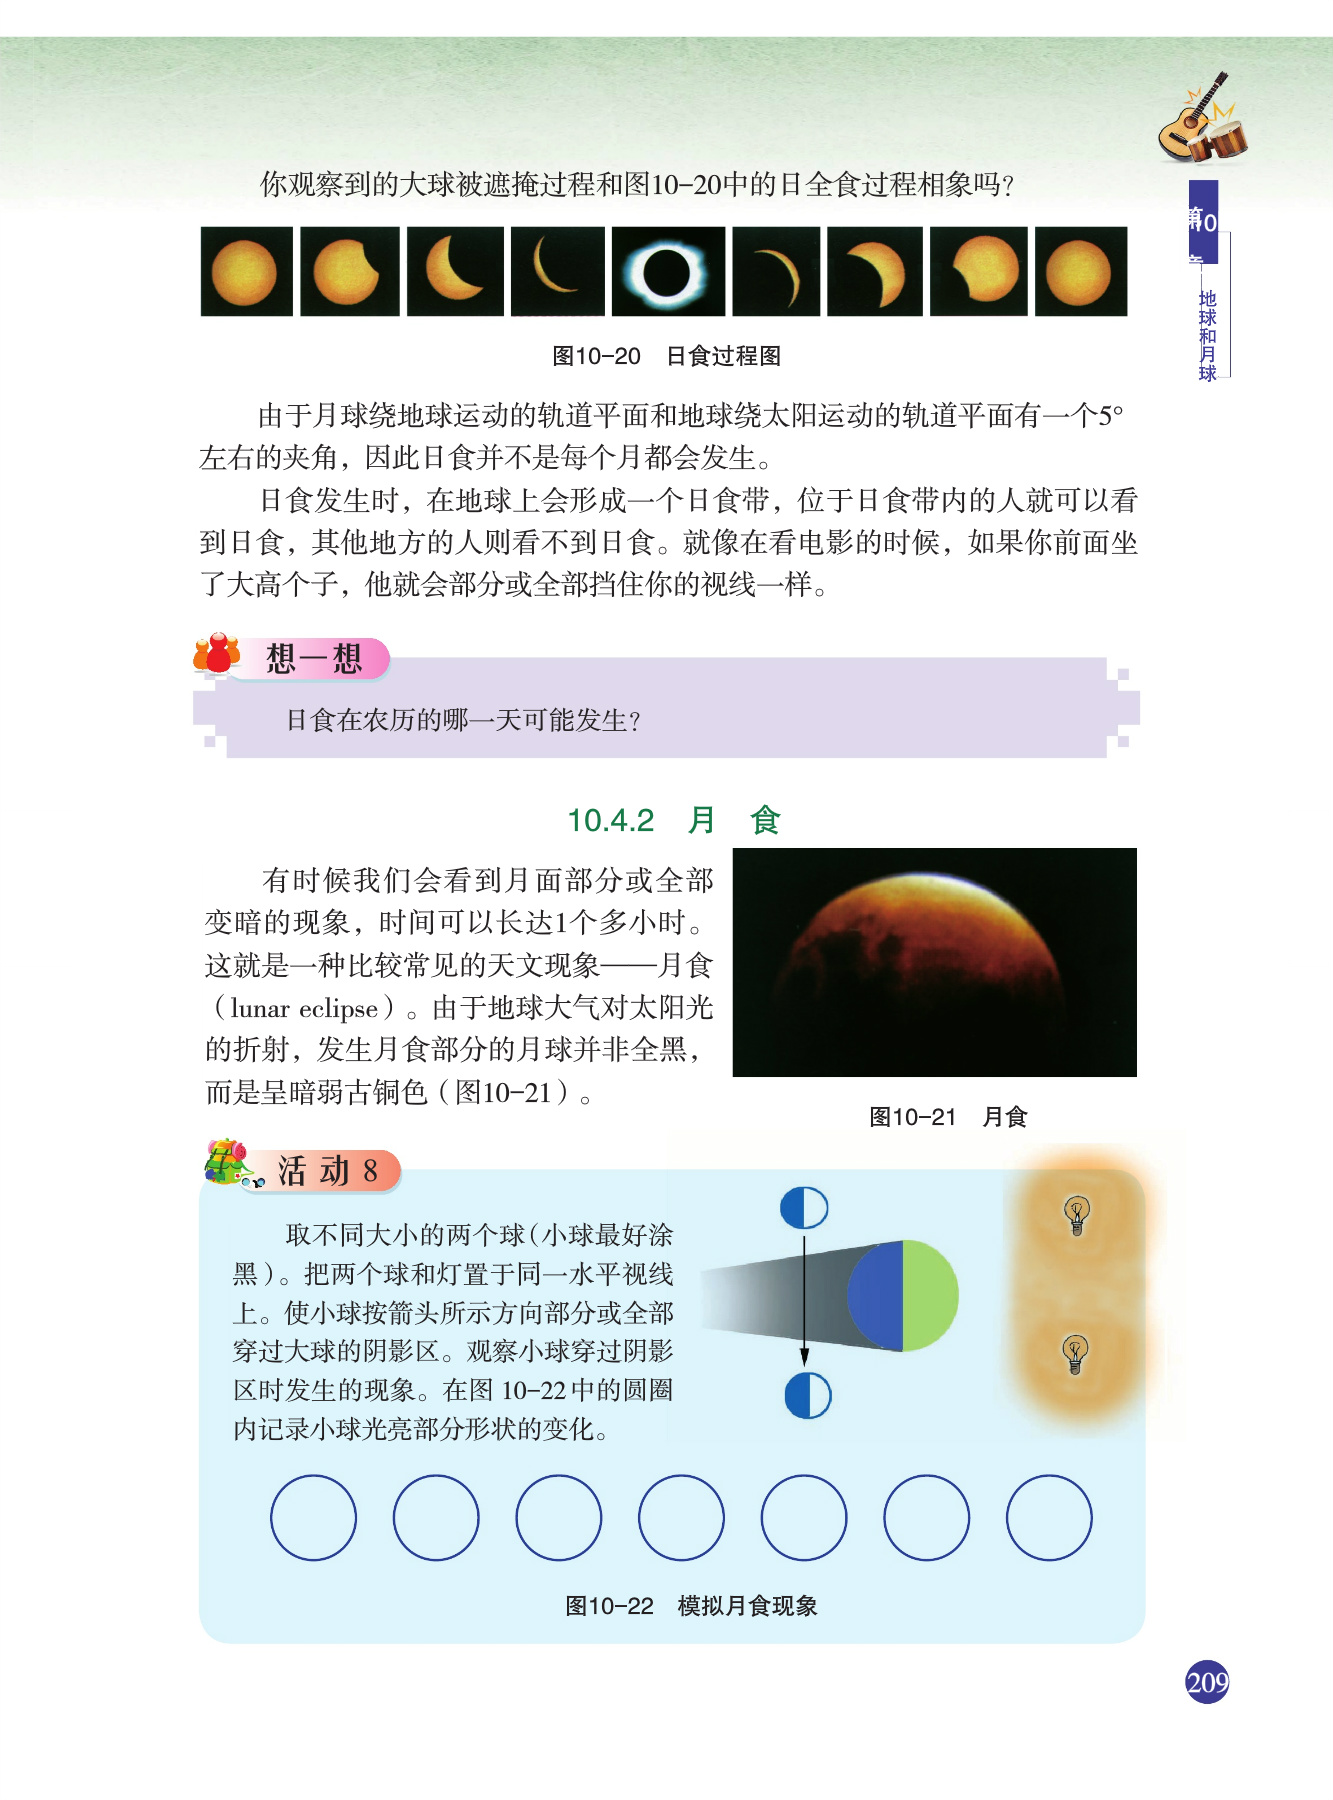 你观察到的大球被遮掩过程和图10-20中的日全食过程相象吗？
第10章
地球和月球
图10-20 日食过程图
由于月球绕地球运动的轨道平面和地球绕太阳运动的轨道平面有一个5°
左右的夹角，因此日食并不是每个月都会发生。
日食发生时，在地球上会形成一个日食带，位于日食带内的人就可以看
到日食，其他地方的人则看不到日食。就像在看电影的时候，如果你前面坐
了大高个子，他就会部分或全部挡住你的视线一样。
想一想
日食在农历的哪一天可能发生？
10.4.2 月 食
有时候我们会看到月面部分或全部
变暗的现象，时间可以长达1个多小时。
这就是一种比较常见的天文现象——月食
（lunar eclipse）。由于地球大气对太阳光
的折射，发生月食部分的月球并非全黑，
而是呈暗弱古铜色（图10-21）。
图10-21 月食
活 动 8
取不同大小的两个球（小球最好涂
黑）。把两个球和灯置于同一水平视线
上。使小球按箭头所示方向部分或全部
穿过大球的阴影区。观察小球穿过阴影
区时发生的现象。在图 10-22中的圆圈
内记录小球光亮部分形状的变化。
图10-22 模拟月食现象
209